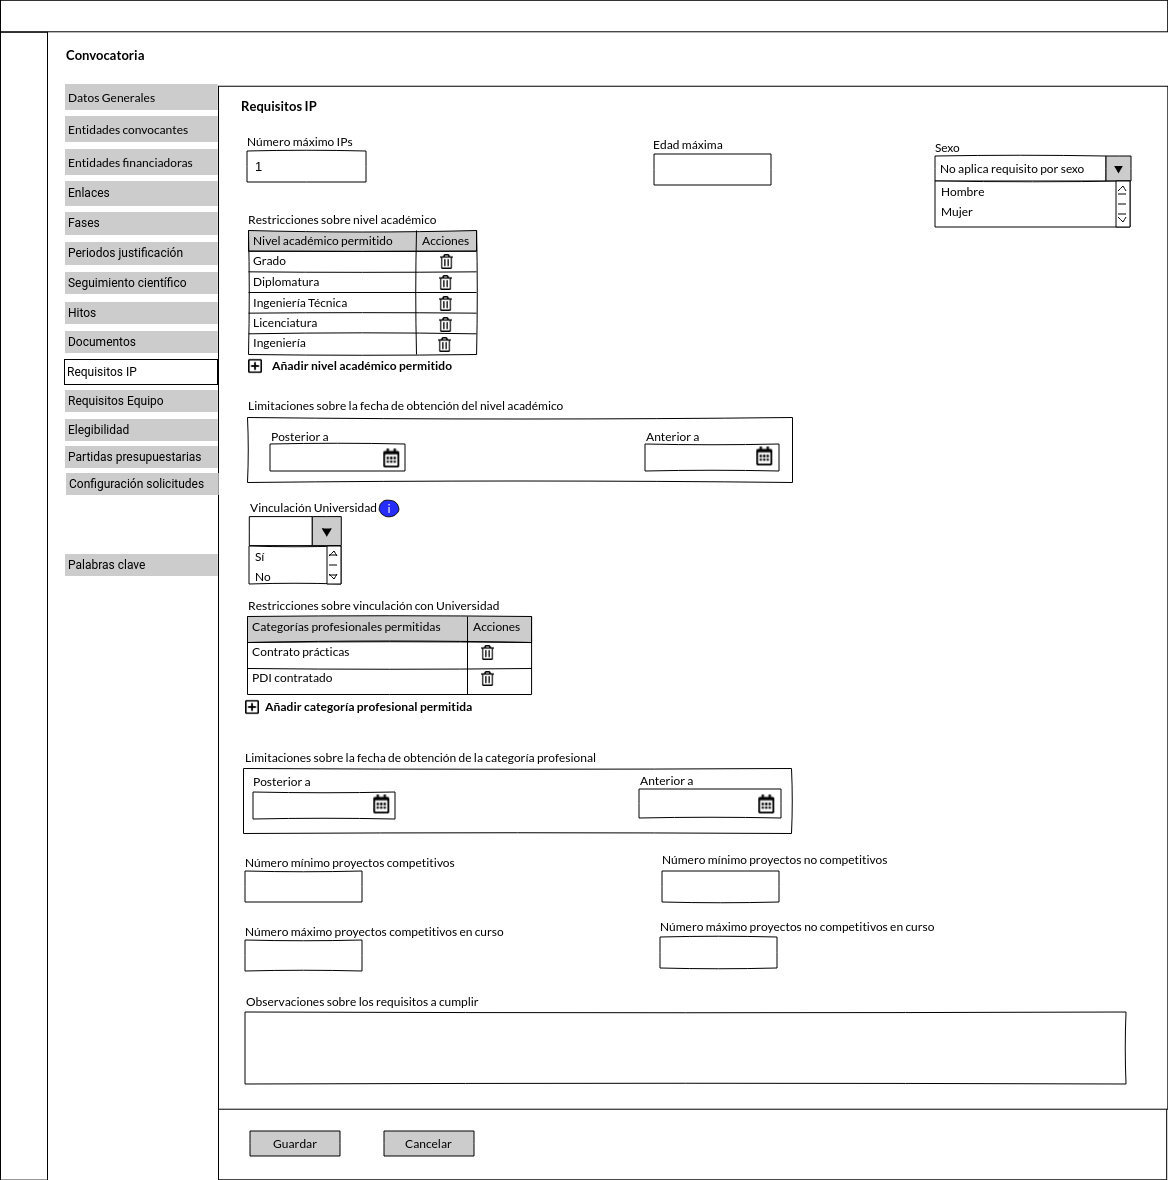 Convocatoria
Datos Generales
Entidades convocantes
Entidades financiadoras
Enlaces
Fases
Periodos justificación
Seguimiento científico
Hitos
Documentos
Requisitos IP
Requisitos Equipo
Elegibilidad
Partidas presupuestarias
Configuración solicitudes
Palabras clave
Requisitos IP
Número máximo IPs
1
Edad máxima
Sexo
No aplica requisito por sexo
Hombre
Mujer
Restricciones sobre nivel académico
Nivel académico permitido Acciones
Grado
Diplomatura
Ingeniería Técnica
Licenciatura
Ingeniería
Añadir nivel académico permitido
Limitaciones sobre la fecha de obtención del nivel académico
Posterior a Anterior a
Vinculación Universidad i
Sí
No
Restricciones sobre vinculación con Universidad
Categorías profesionales permitidas Acciones
Contrato prácticas
PDI contratado
Añadir categoría profesional permitida
Limitaciones sobre la fecha de obtención de la categoría profesional
Posterior a Anterior a
Número mínimo proyectos competitivos
Número mínimo proyectos no competitivos
Número máximo proyectos competitivos en curso
Número máximo proyectos no competitivos en curso
Observaciones sobre los requisitos a cumplir
Guardar Cancelar